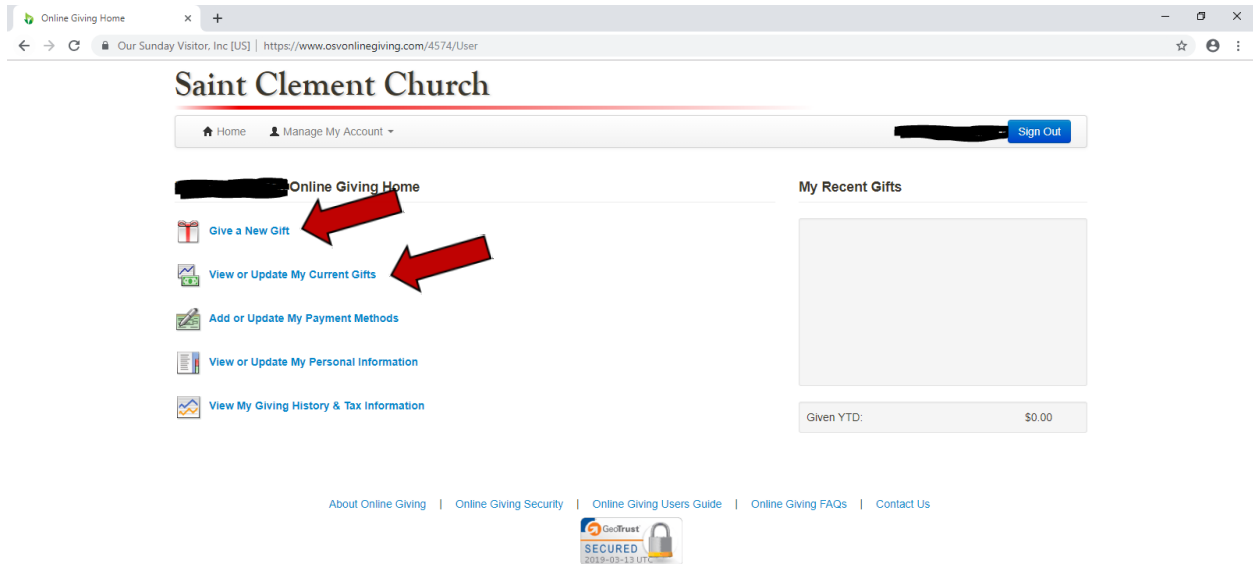 Online Giving Home
Our Sunday Visitor, Inc [US] | https://www.osvonlinegiving.com/4574/User
Saint Clement Church
Home Manage My Account
Sign Out
Online Giving Home
Give a New Gift
View or Update My Current Gifts
Add or Update My Payment Methods
View or Update My Personal Information
View My Giving History & Tax Information
My Recent Gifts
Given YTD: $0.00
About Online Giving | Online Giving Security | Online Giving Users Guide | Online Giving FAQs | Contact Us
GeoTrust
SECURED
2019-03-13 UTC